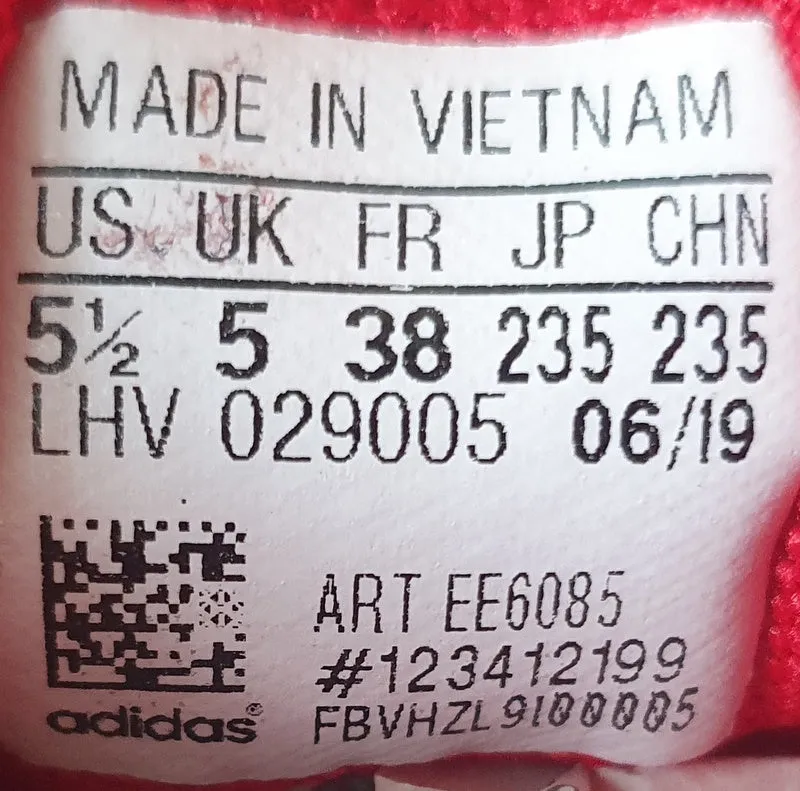 MADE IN VIETNAM
US UK FR JP CHN
5½ 5 38 235 235
LHV 029005 06/19
ART EE6085
#123412199
FBVHZL9I00005
adidas®